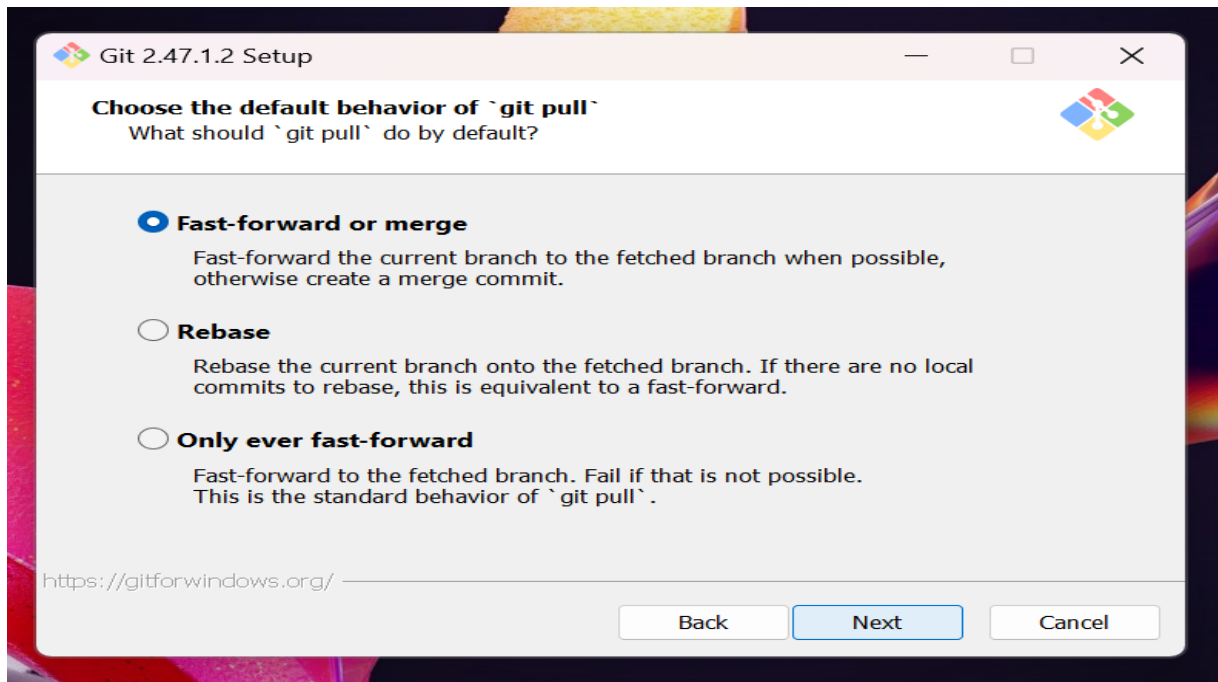 Git 2.47.1.2 Setup
Choose the default behavior of `git pull`
What should `git pull` do by default?
Fast-forward or merge
Fast-forward the current branch to the fetched branch when possible,
otherwise create a merge commit.
Rebase
Rebase the current branch onto the fetched branch. If there are no local
commits to rebase, this is equivalent to a fast-forward.
Only ever fast-forward
Fast-forward to the fetched branch. Fail if that is not possible.
This is the standard behavior of `git pull`.
https://gitforwindows.org/
Back Next Cancel